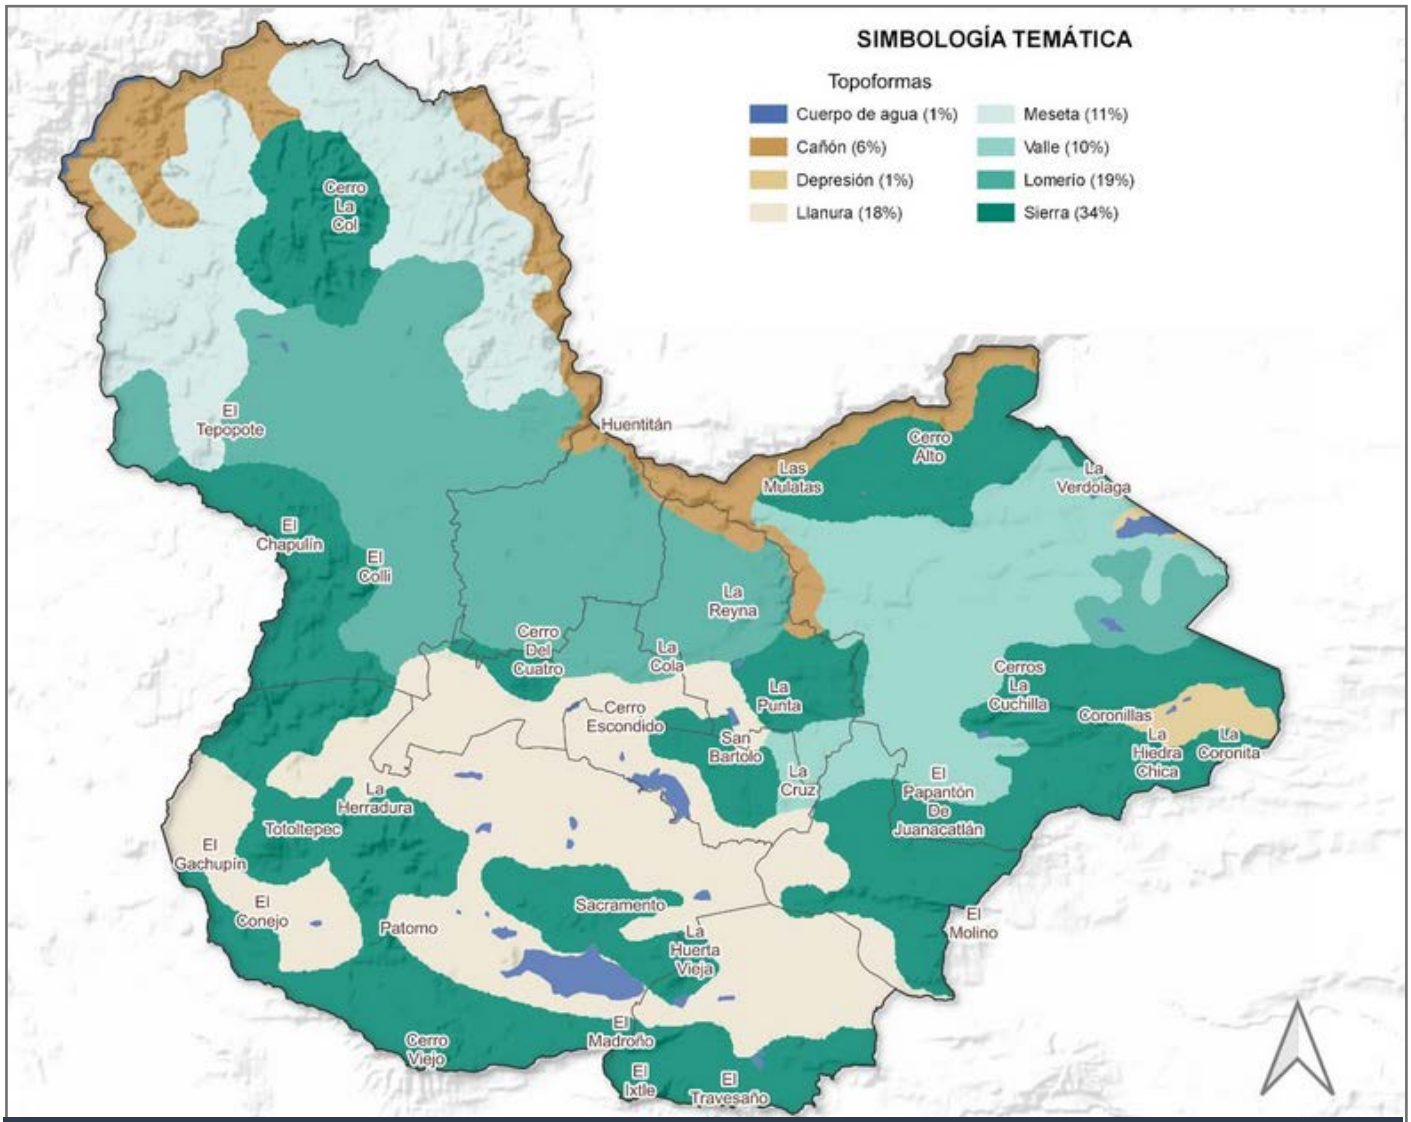 SIMBOLOGÍA TEMÁTICA
Topoformas
Cuerpo de agua (1%)
Cañón (6%)
Depresión (1%)
Llanura (18%)
Meseta (11%)
Valle (10%)
Lomerío (19%)
Sierra (34%)
Cerro
La
Col
El
Tepopote
Huentitán
Cerro
Alto
Las
Mulatas
La
Verdolaga
El
Chapulín
El
Colli
La
Reyna
Cerro
Del
Cuatro
La
Cola
La
Punta
Cerros
La
Cuchilla
Cerro
Escondido
San
Bartolo
Coronillas
La
Hiedra
Chica
La
Coronita
La
Cruz
El
Papantón
De
Juanacatlán
La
Herradura
Totoltepec
El
Gachupín
El
Conejo
Patomo
Sacramento
La
Huerta
Vieja
El
Molino
El
Madroño
Cerro
Viejo
El
Ixtle
El
Travesaño